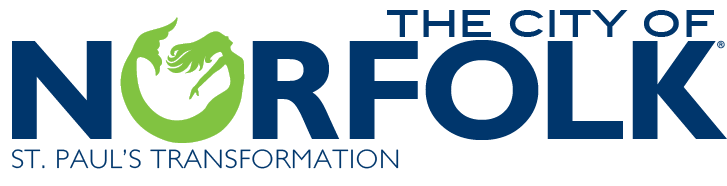 THE CITY OF
NORFOLK®
ST. PAUL'S TRANSFORMATION